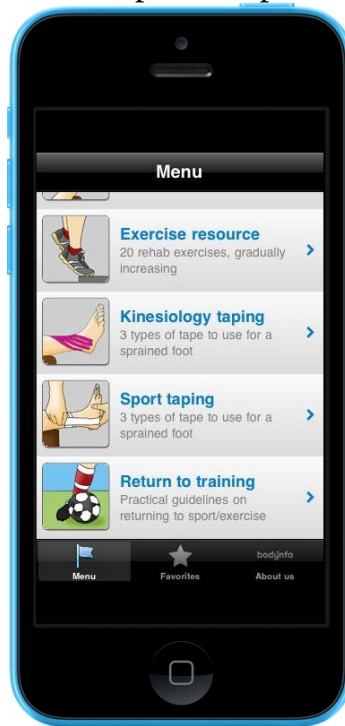 Menu
Exercise resource
20 rehab exercises, gradually
increasing
Kinesiology taping
3 types of tape to use for a
sprained foot
Sport taping
3 types of tape to use for a
sprained foot
Return to training
Practical guidelines on
returning to sport/exercise
bodyinfo
Menu Favorites About us